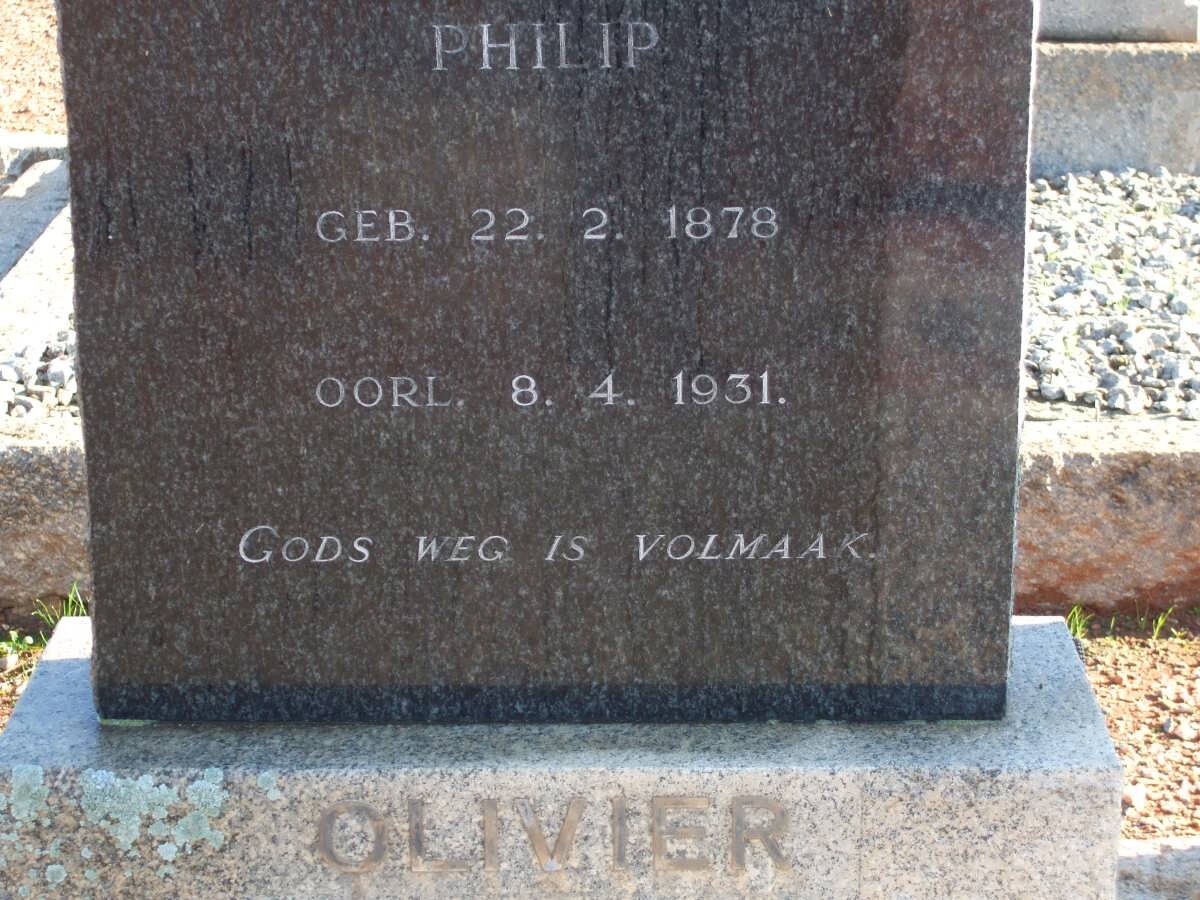 PHILIP
GEB. 22. 2. 1878
OORL. 8. 4. 1931.
GODS WEG IS VOLMAAK.
OLIVIER